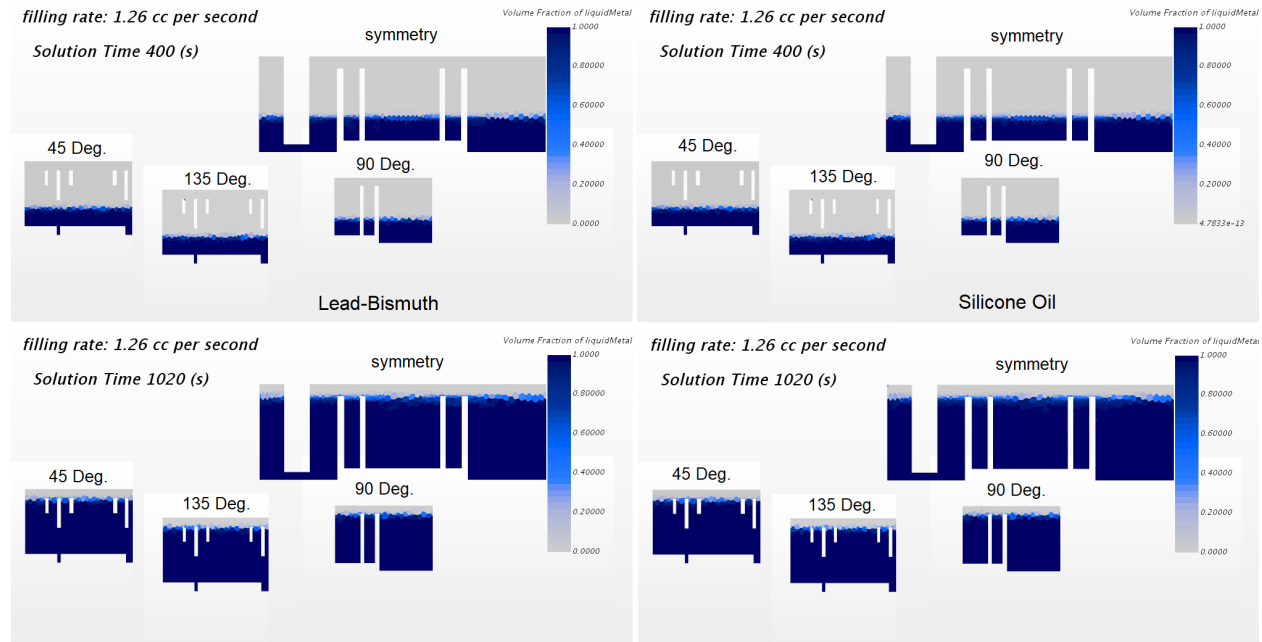 filling rate: 1.26 cc per second
Volume Fraction of liquidMetal
1.0000
Solution Time 400 (s)
symmetry
0.80000
0.60000
0.40000
0.20000
0.0000
45 Deg.
135 Deg.
90 Deg.
Lead-Bismuth
filling rate: 1.26 cc per second
Volume Fraction of liquidMetal
1.0000
Solution Time 400 (s)
symmetry
0.80000
0.60000
0.40000
0.20000
4.7833e-13
45 Deg.
135 Deg.
90 Deg.
Silicone Oil
filling rate: 1.26 cc per second
Volume Fraction of liquidMetal
1.0000
Solution Time 1020 (s)
symmetry
0.80000
0.60000
0.40000
0.20000
0.0000
45 Deg.
135 Deg.
90 Deg.
filling rate: 1.26 cc per second
Volume Fraction of liquidMetal
1.0000
Solution Time 1020 (s)
symmetry
0.80000
0.60000
0.40000
0.20000
0.0000
45 Deg.
135 Deg.
90 Deg.